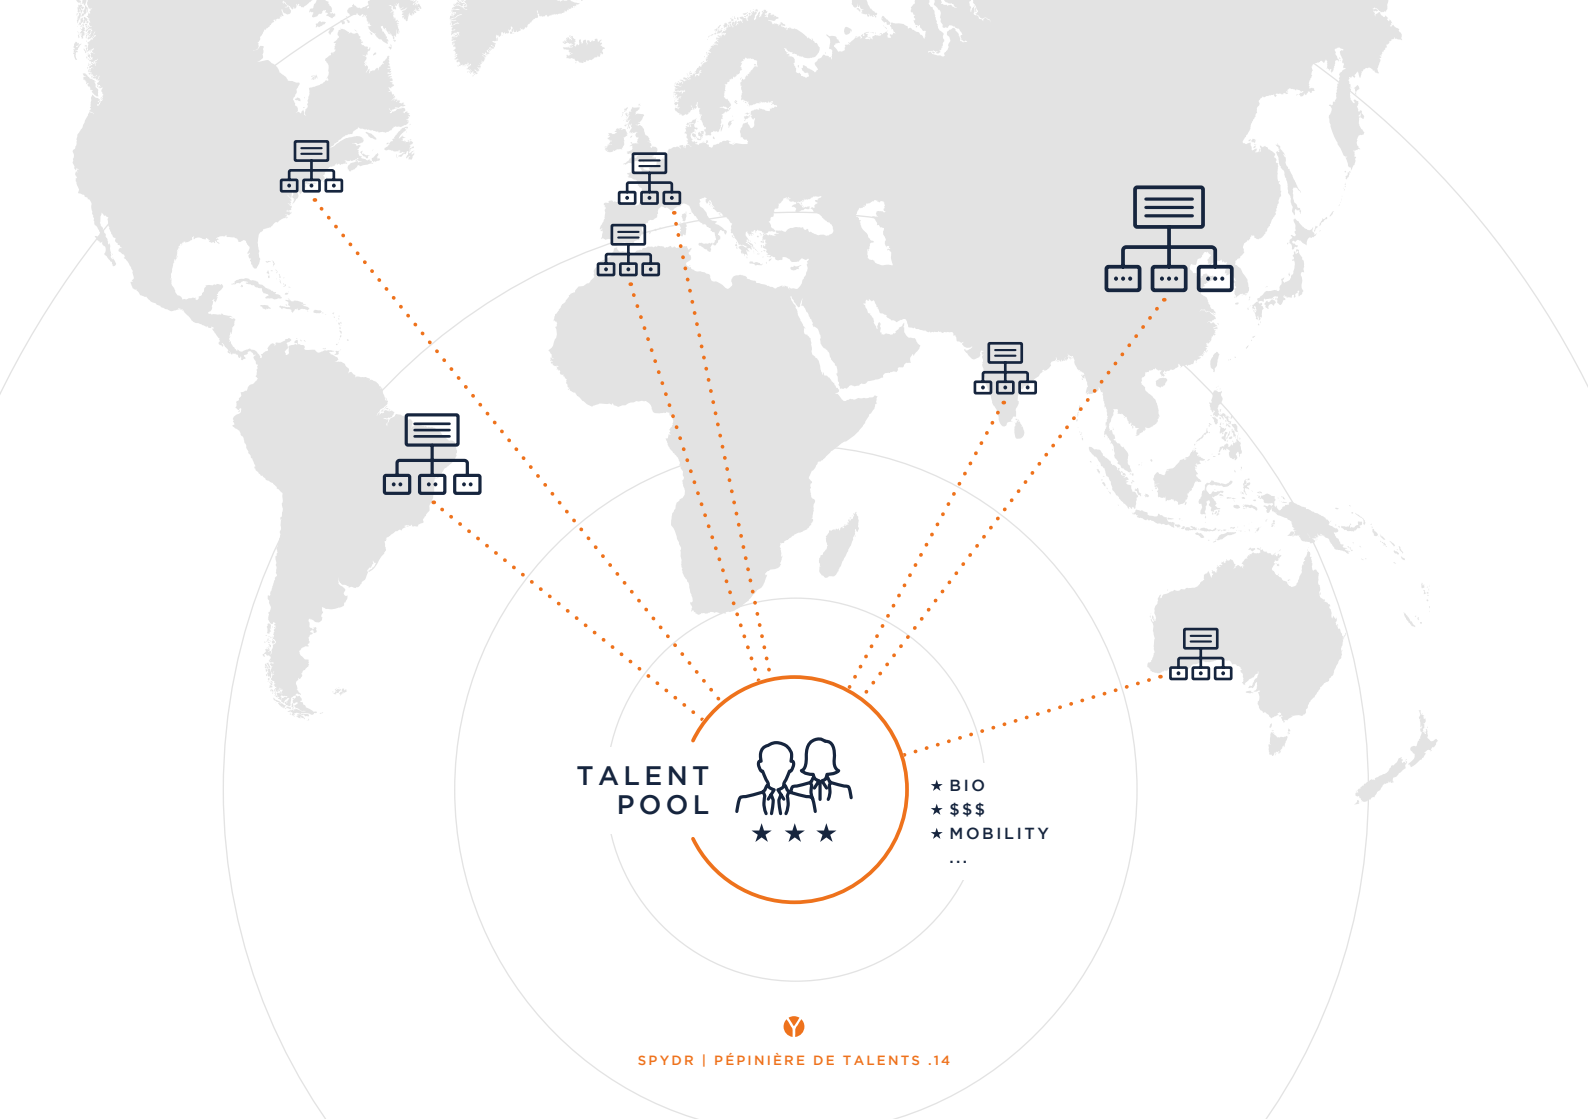 TALENT
POOL
★ BIO
★ $$$
★ MOBILITY
...
SPYDR | PÉPINIÈRE DE TALENTS .14